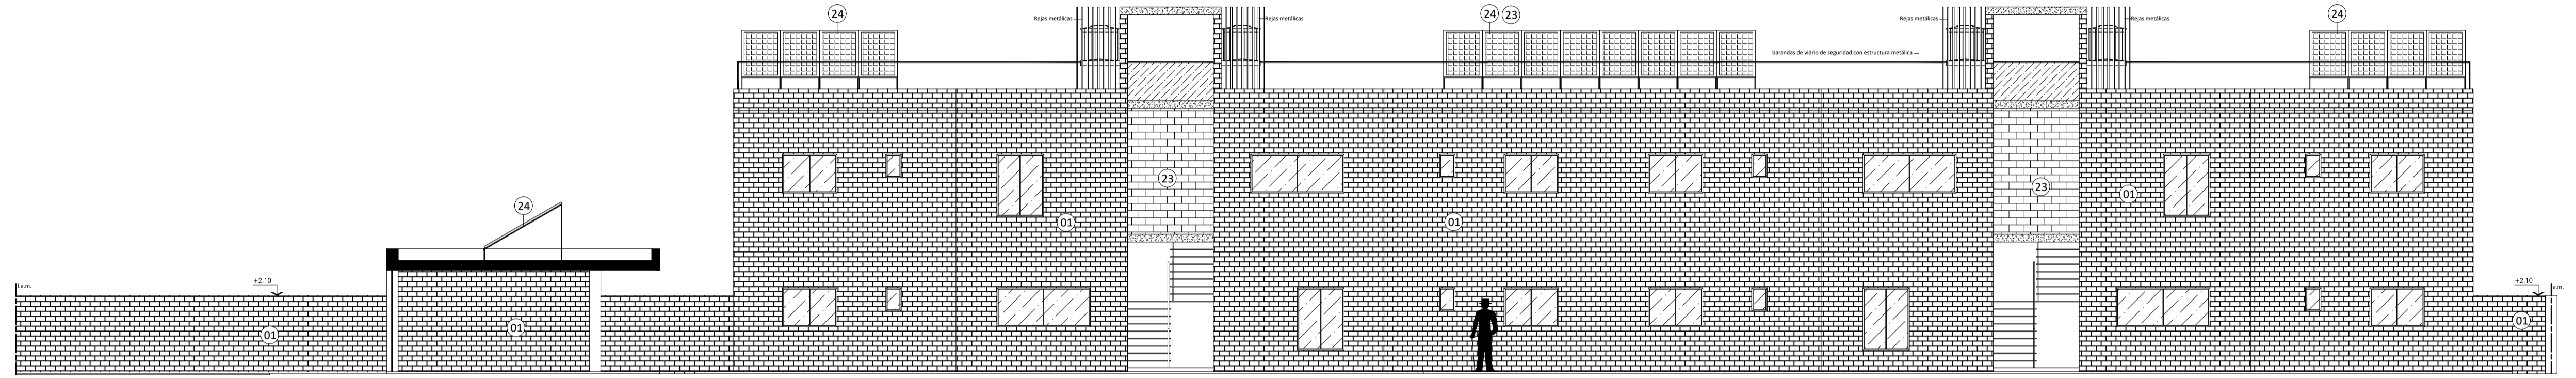 24
Rejas metálicas
Rejas metálicas
24
23
Rejas metálicas
Rejas metálicas
24
barandas de vidrio de seguridad con estructura metálica
23
23
01
01
01
24
+2.10
+2.10
l.e.m.
e.m.
01
01
01